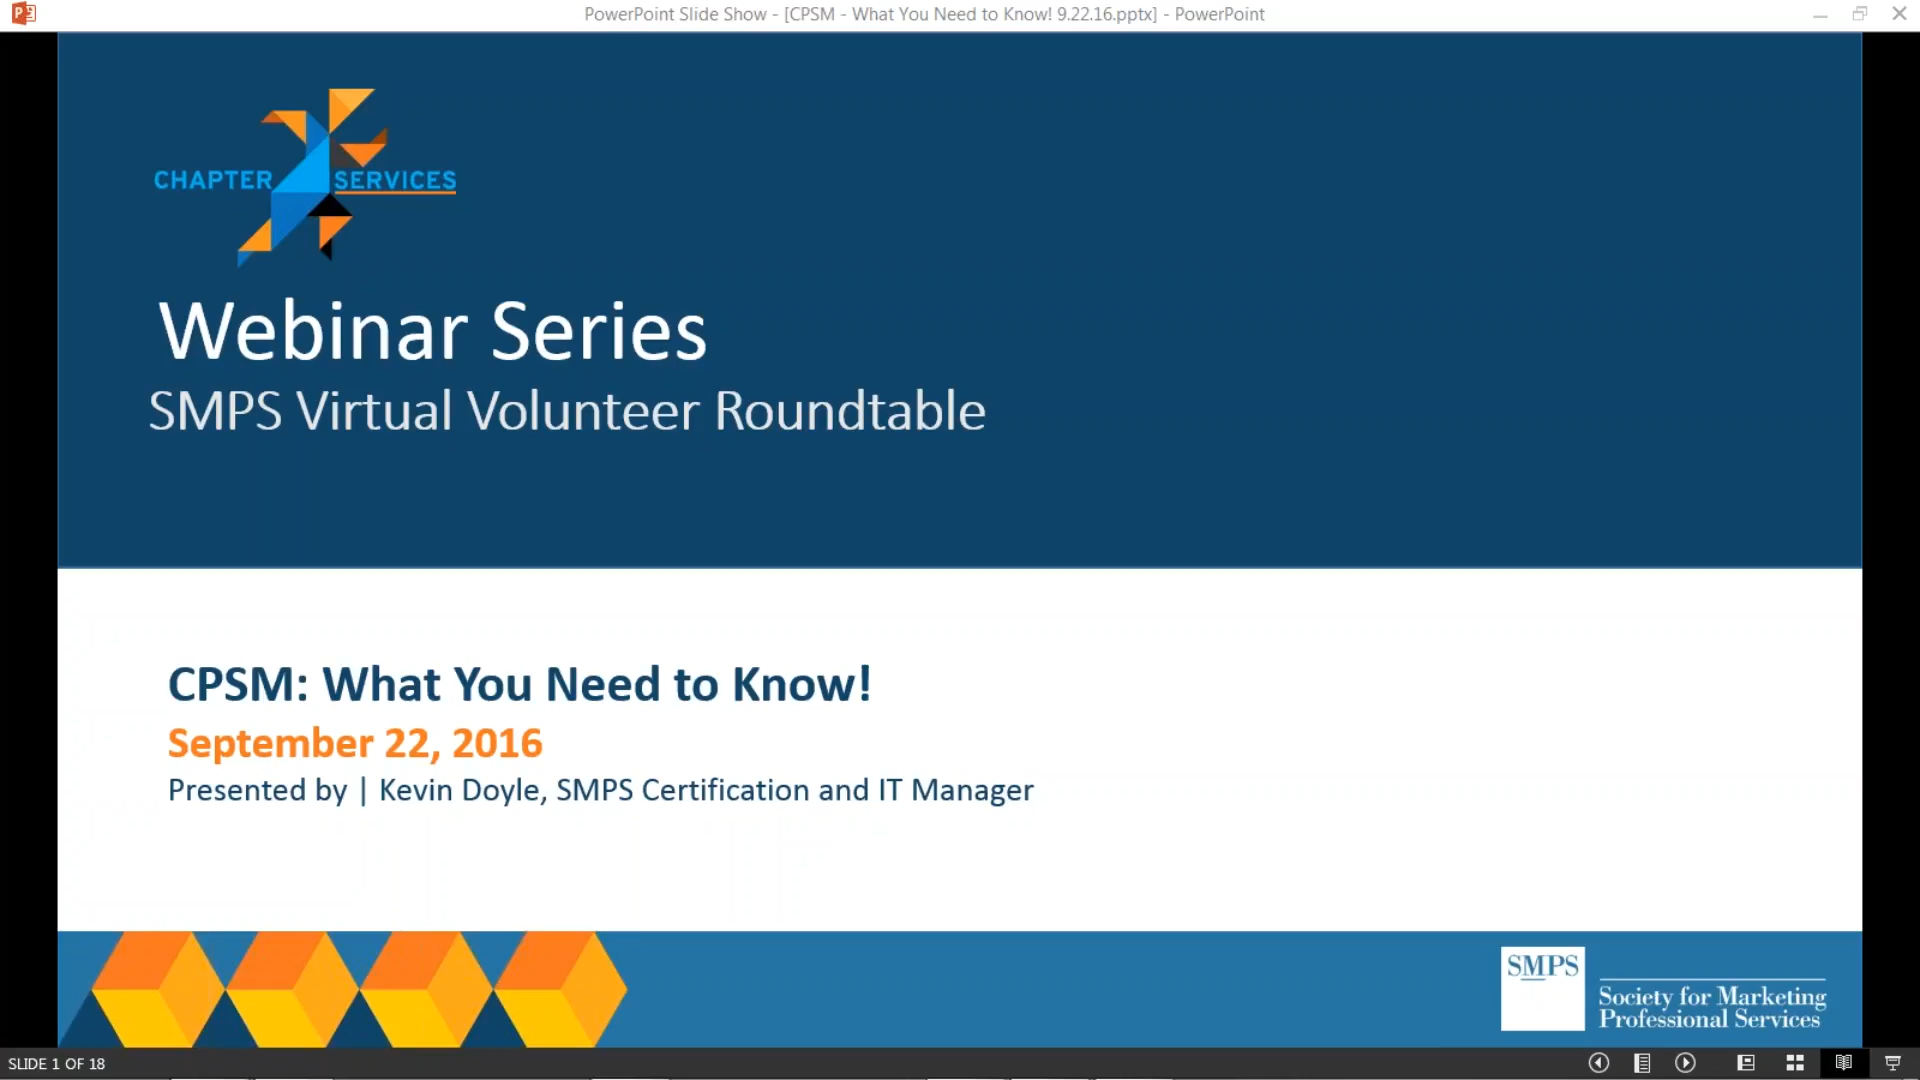 PowerPoint Slide Show - [CPSM - What You Need to Know! 9.22.16.pptx] - PowerPoint
CHAPTER SERVICES
Webinar Series
SMPS Virtual Volunteer Roundtable
CPSM: What You Need to Know!
September 22, 2016
Presented by | Kevin Doyle, SMPS Certification and IT Manager
SMPS
Society for Marketing
Professional Services
SLIDE 1 OF 18